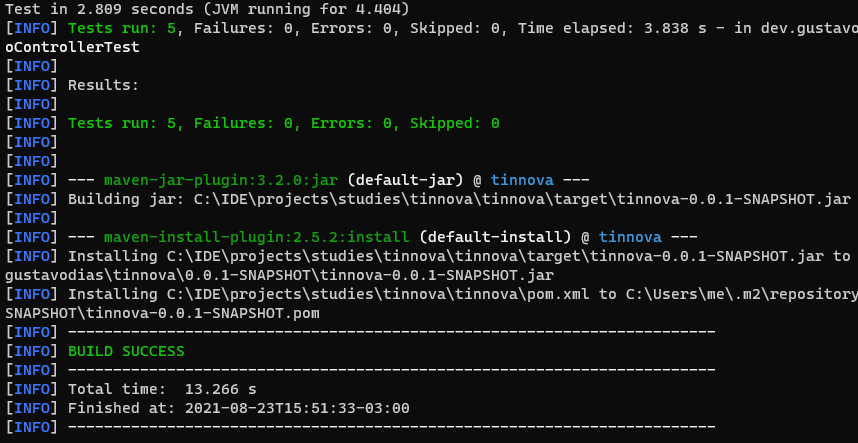 Test in 2.809 seconds (JVM running for 4.404)
[INFO] Tests run: 5, Failures: 0, Errors: 0, Skipped: 0, Time elapsed: 3.838 s - in dev.gustavo
oControllerTest
[INFO]
[INFO] Results:
[INFO]
[INFO] Tests run: 5, Failures: 0, Errors: 0, Skipped: 0
[INFO]
[INFO]
[INFO] --- maven-jar-plugin:3.2.0:jar (default-jar) @ tinnova ---
[INFO] Building jar: C:\IDE\projects\studies\tinnova\tinnova\target\tinnova-0.0.1-SNAPSHOT.jar
[INFO]
[INFO] --- maven-install-plugin:2.5.2:install (default-install) @ tinnova ---
[INFO] Installing C:\IDE\projects\studies\tinnova\tinnova\target\tinnova-0.0.1-SNAPSHOT.jar to
gustavodias\tinnova\0.0.1-SNAPSHOT\tinnova-0.0.1-SNAPSHOT.jar
[INFO] Installing C:\IDE\projects\studies\tinnova\tinnova\pom.xml to C:\Users\me\.m2\repository
SNAPSHOT\tinnova-0.0.1-SNAPSHOT.pom
[INFO] ------------------------------------------------------------------------
[INFO] BUILD SUCCESS
[INFO] ------------------------------------------------------------------------
[INFO] Total time:  13.266 s
[INFO] Finished at: 2021-08-23T15:51:33-03:00
[INFO] ------------------------------------------------------------------------